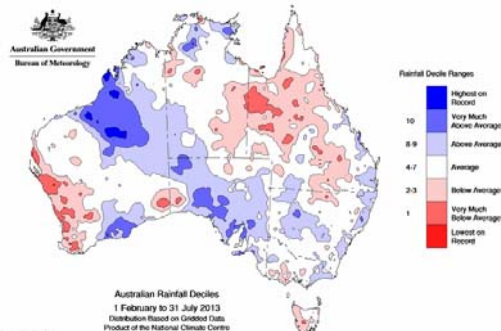 Australian Government
Bureau of Meteorology
Rainfall Decile Ranges
Highest on
Record
10
Very Much
Above Average
8-9
Above Average
4-7
Average
2-3
Below Average
1
Very Much
Below Average
Lowest on
Record
Australian Rainfall Deciles
1 February to 31 July 2013
Distribution Based on Gridded Data
Product of the National Climate Centre